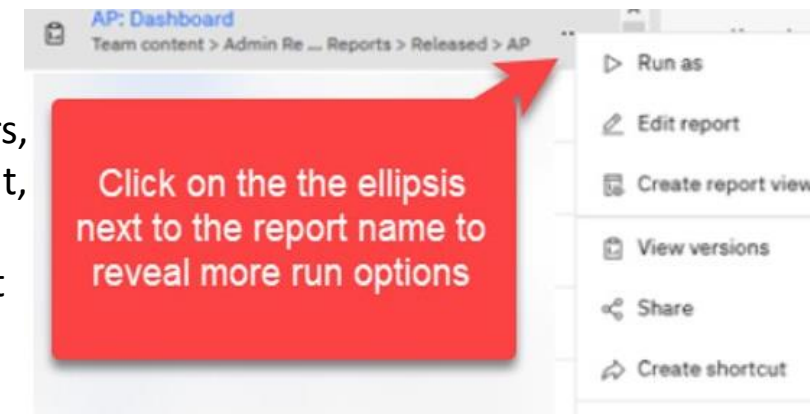 AP: Dashboard
Team content > Admin Re ... Reports > Released > AP
...
Run as
Edit report
Create report view
View versions
Share
Create shortcut
Click on the the ellipsis
next to the report name to
reveal more run options